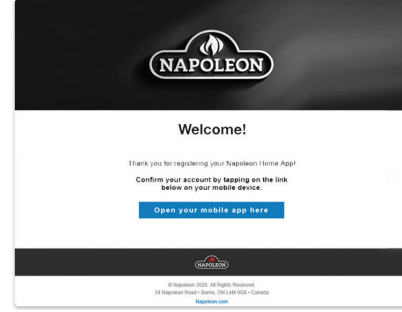 NAPOLEON
Welcome!
Thank you for registering your Napoleon Home App!
Confirm your account by tapping on the link
below on your mobile device.
Open your mobile app here
NAPOLEON
© Napoleon 2020. All Rights Reserved.
24 Napoleon Road • Barrie, ON L4M 0G8 • Canada
Napoleon.com